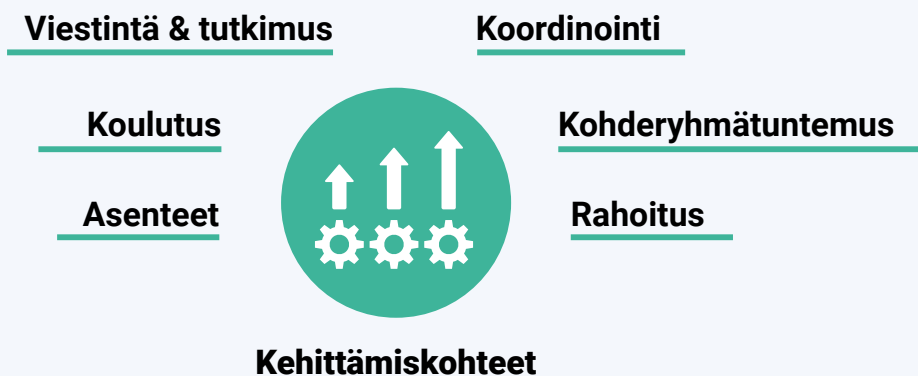 Viestintä & tutkimus
Koordinointi
Koulutus
Kohderyhmätuntemus
Asenteet
Rahoitus
Kehittämiskohteet